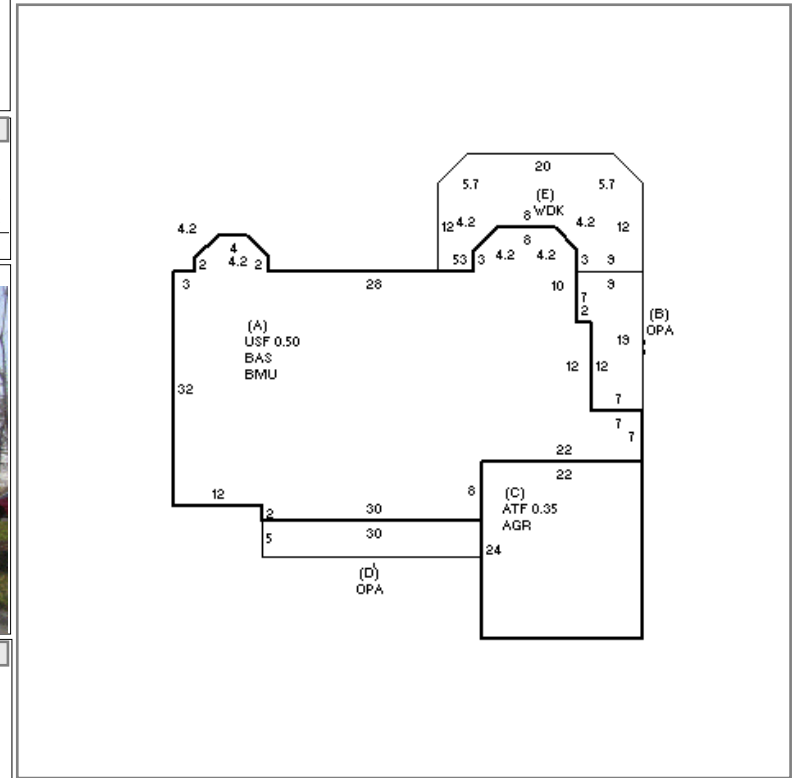 20
5.7 5.7
(E)
WDK
8
4.2 12 4.2 4.2 12
4 8
2 4.2 2 53 3 4.2 4.2 3 9
3 28 10 9
7
2
(B)
OPA
(A)
USF 0.50
BAS
BMU
19
32 12 12
7
7
7
22
22
12 8
(C)
ATF 0.35
AGR
2 30
5 30
24
(D)
OPA